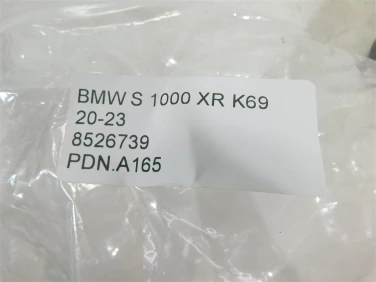 BMW S 1000 XR K69
20-23
8526739
PDN.A165